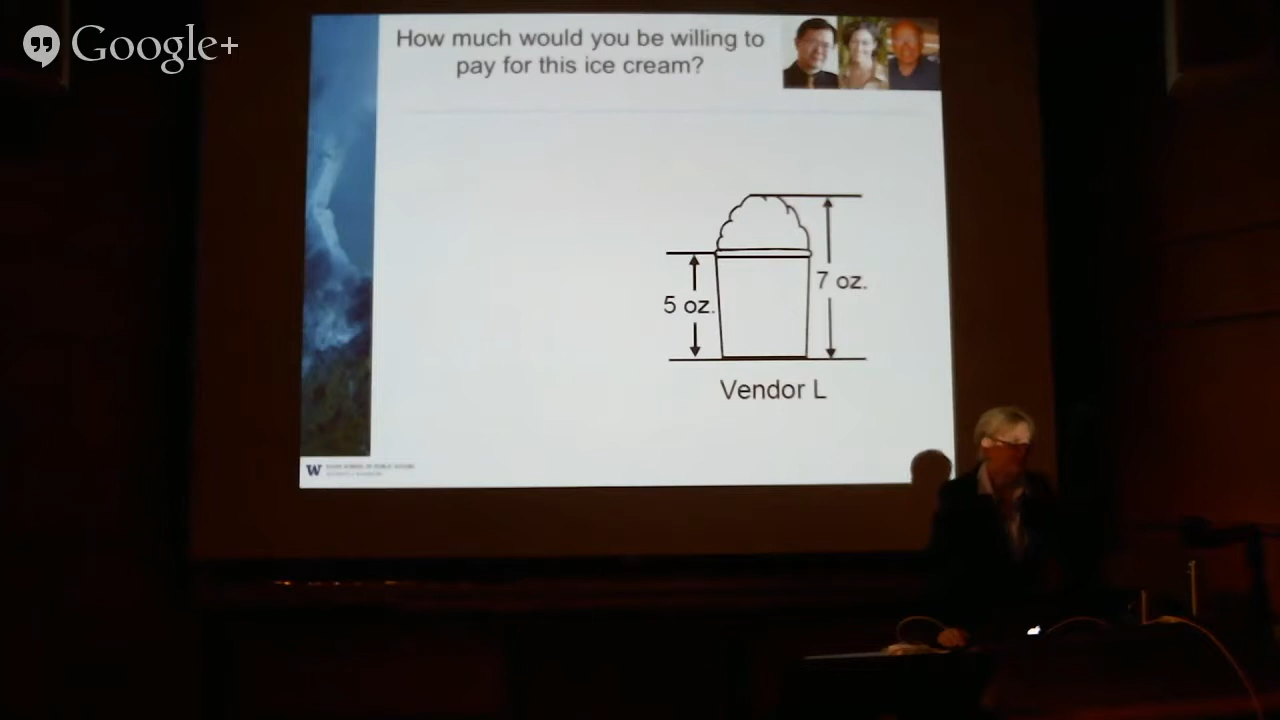 Google+
How much would you be willing to
pay for this ice cream?
7 oz.
5 oz.
Vendor L
W